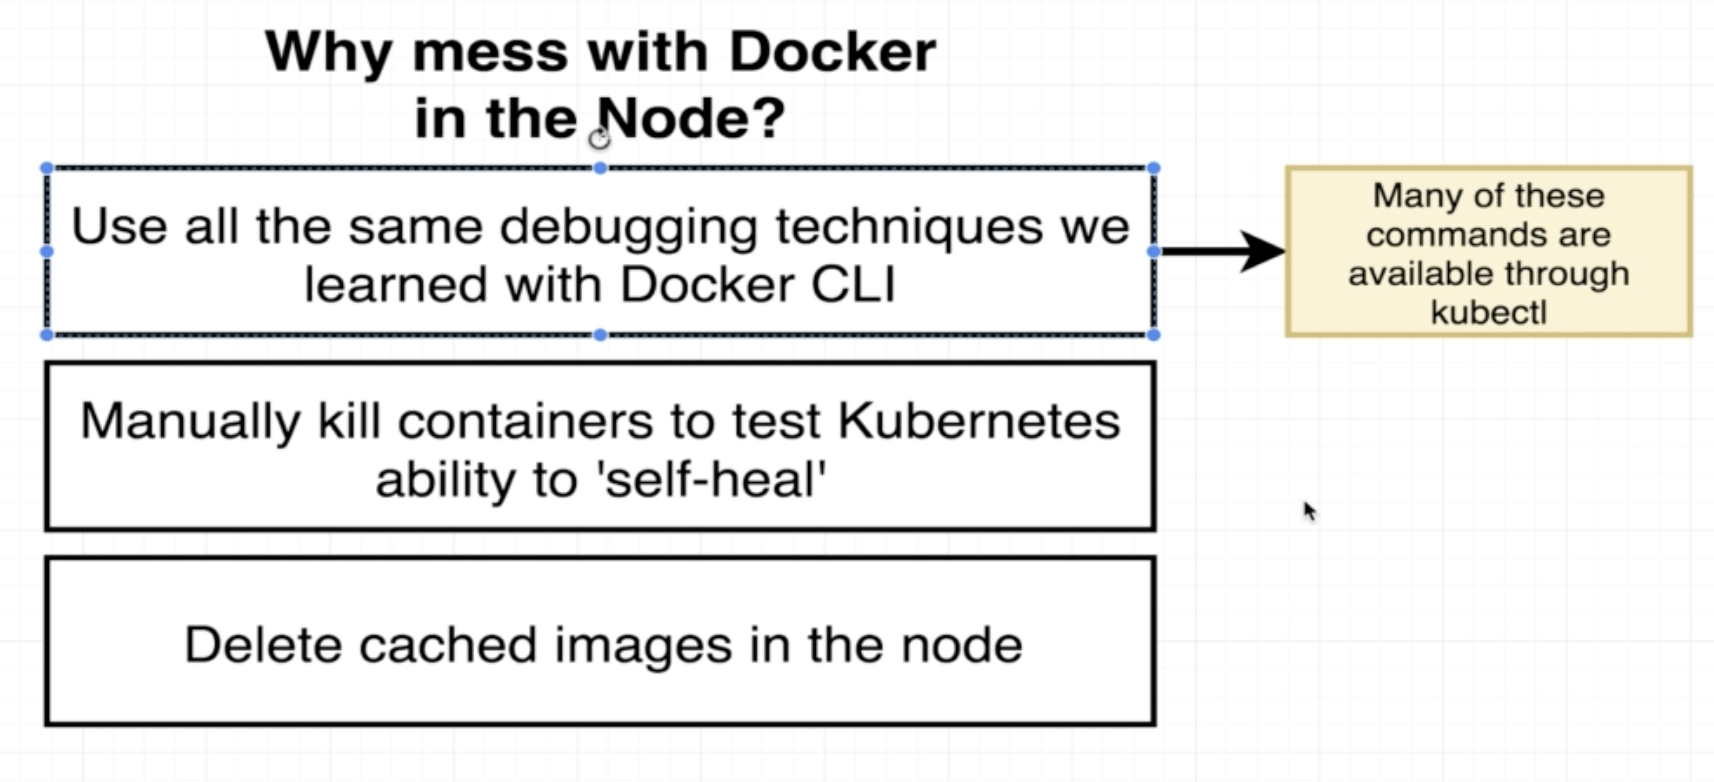 Why mess with Docker
in the Node?
Use all the same debugging techniques we
learned with Docker CLI
Many of these
commands are
available through
kubectl
Manually kill containers to test Kubernetes
ability to 'self-heal'
Delete cached images in the node